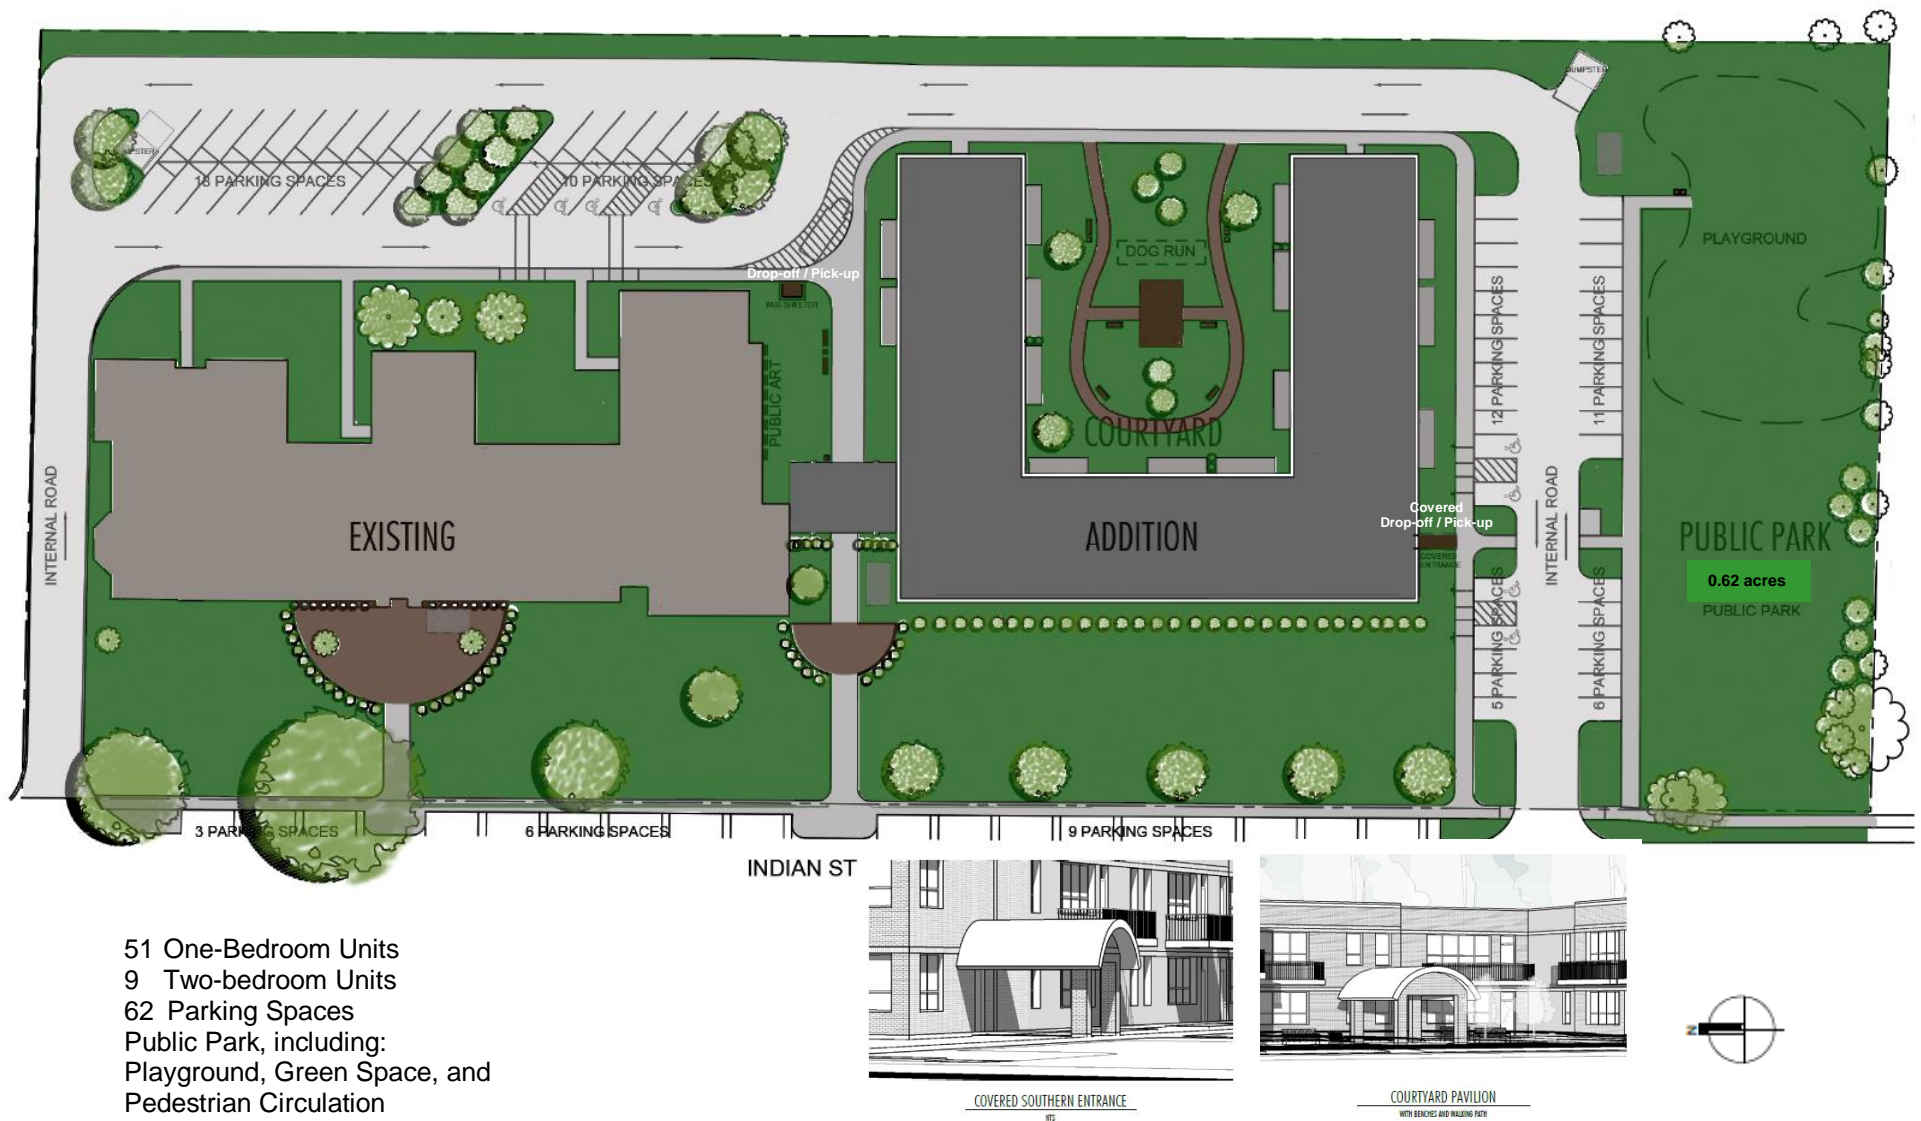 DUMPSTER
18 PARKING SPACES
10 PARKING SPACES
PLAYGROUND
DOG RUN
Drop-off / Pick-up
BUS SHELTER
PUBLIC ART
12 PARKING SPACES
11 PARKING SPACES
COURTYARD
INTERNAL ROAD
EXISTING
ADDITION
Covered
Drop-off / Pick-up
COVERED
ENTRANCE
INTERNAL ROAD
PUBLIC PARK
0.62 acres
PUBLIC PARK
5 PARKING SPACES
6 PARKING SPACES
3 PARKING SPACES
6 PARKING SPACES
9 PARKING SPACES
INDIAN ST
51 One-Bedroom Units
9 Two-bedroom Units
62 Parking Spaces
Public Park, including:
Playground, Green Space, and
Pedestrian Circulation
COVERED SOUTHERN ENTRANCE
NTS
COURTYARD PAVILION
WITH BENCHES AND WALKING PATH
N